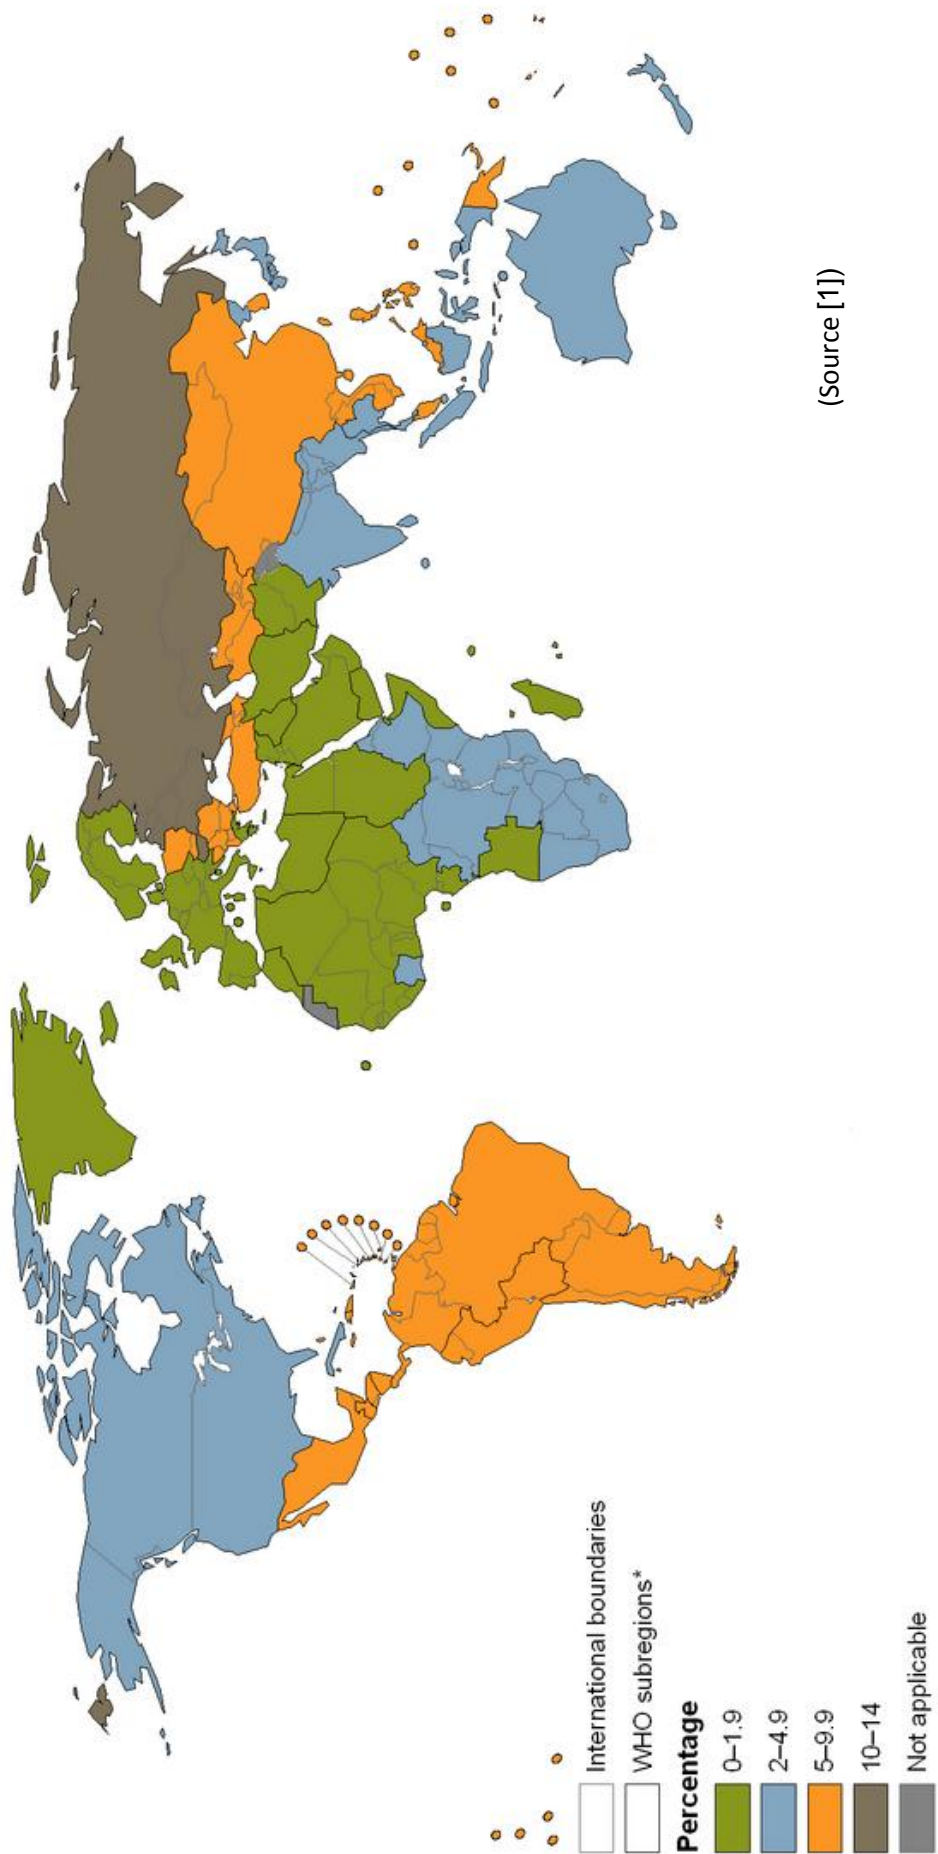 International boundaries
WHO subregions*
Percentage
0–1.9
2–4.9
5–9.9
10–14
Not applicable
(Source [1])